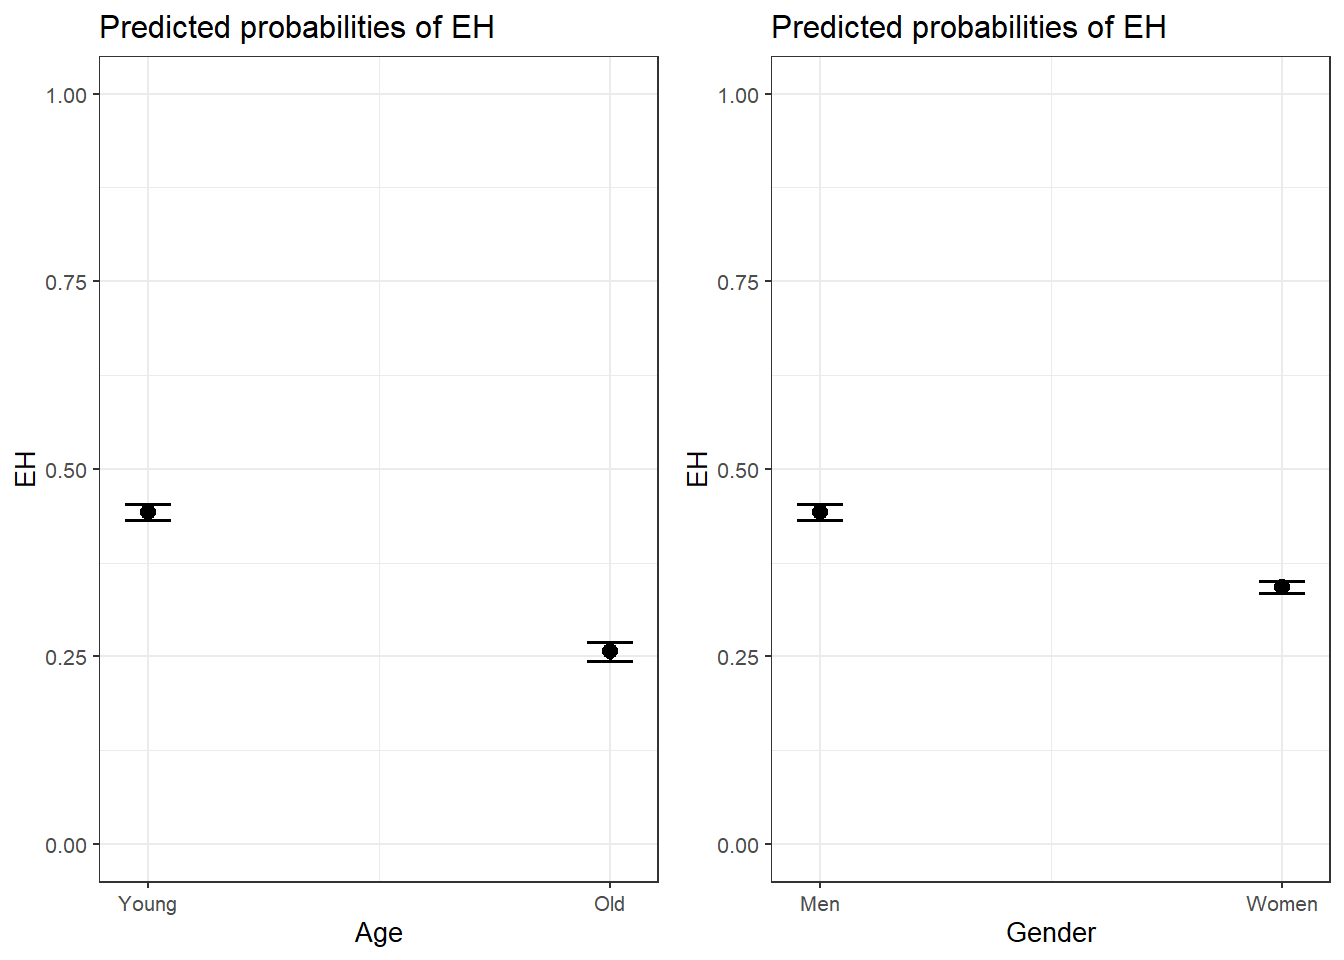 Predicted probabilities of EH
EH
1.00
0.75
0.50
0.25
0.00
Young Old
Age
Predicted probabilities of EH
EH
1.00
0.75
0.50
0.25
0.00
Men Women
Gender